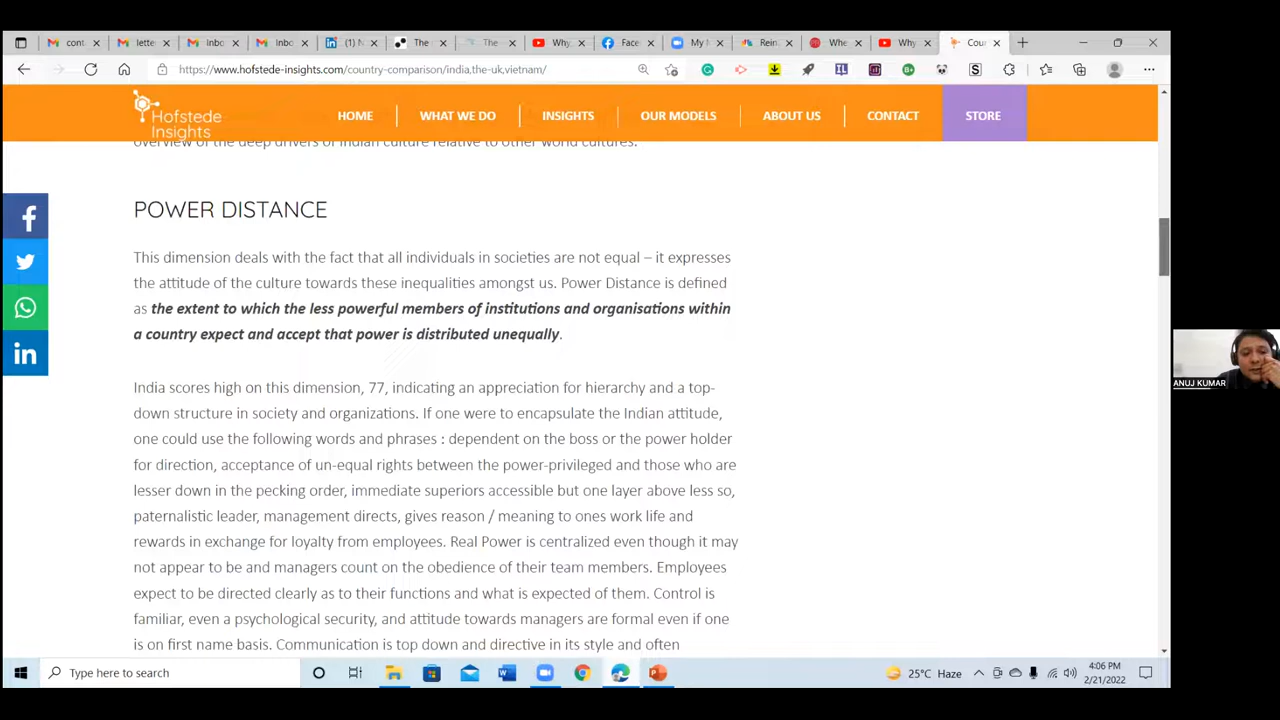 cont
letter
Inbo
Inbo
(1) N
The
The
Why
Face
My M
Rein
Whe
Why
Cour
https://www.hofstede-insights.com/country-comparison/india,the-uk,vietnam/
Hofstede
Insights
HOME
WHAT WE DO
INSIGHTS
OUR MODELS
ABOUT US
CONTACT
STORE
overview of the deep drivers of Indian culture relative to other world cultures.
POWER DISTANCE
This dimension deals with the fact that all individuals in societies are not equal – it expresses
the attitude of the culture towards these inequalities amongst us. Power Distance is defined
as the extent to which the less powerful members of institutions and organisations within
a country expect and accept that power is distributed unequally.
India scores high on this dimension, 77, indicating an appreciation for hierarchy and a top-
down structure in society and organizations. If one were to encapsulate the Indian attitude,
one could use the following words and phrases : dependent on the boss or the power holder
for direction, acceptance of un-equal rights between the power-privileged and those who are
lesser down in the pecking order, immediate superiors accessible but one layer above less so,
paternalistic leader, management directs, gives reason / meaning to ones work life and
rewards in exchange for loyalty from employees. Real Power is centralized even though it may
not appear to be and managers count on the obedience of their team members. Employees
expect to be directed clearly as to their functions and what is expected of them. Control is
familiar, even a psychological security, and attitude towards managers are formal even if one
is on first name basis. Communication is top down and directive in its style and often
ANUJ KUMAR
Type here to search
25°C Haze
4:06 PM
2/21/2022